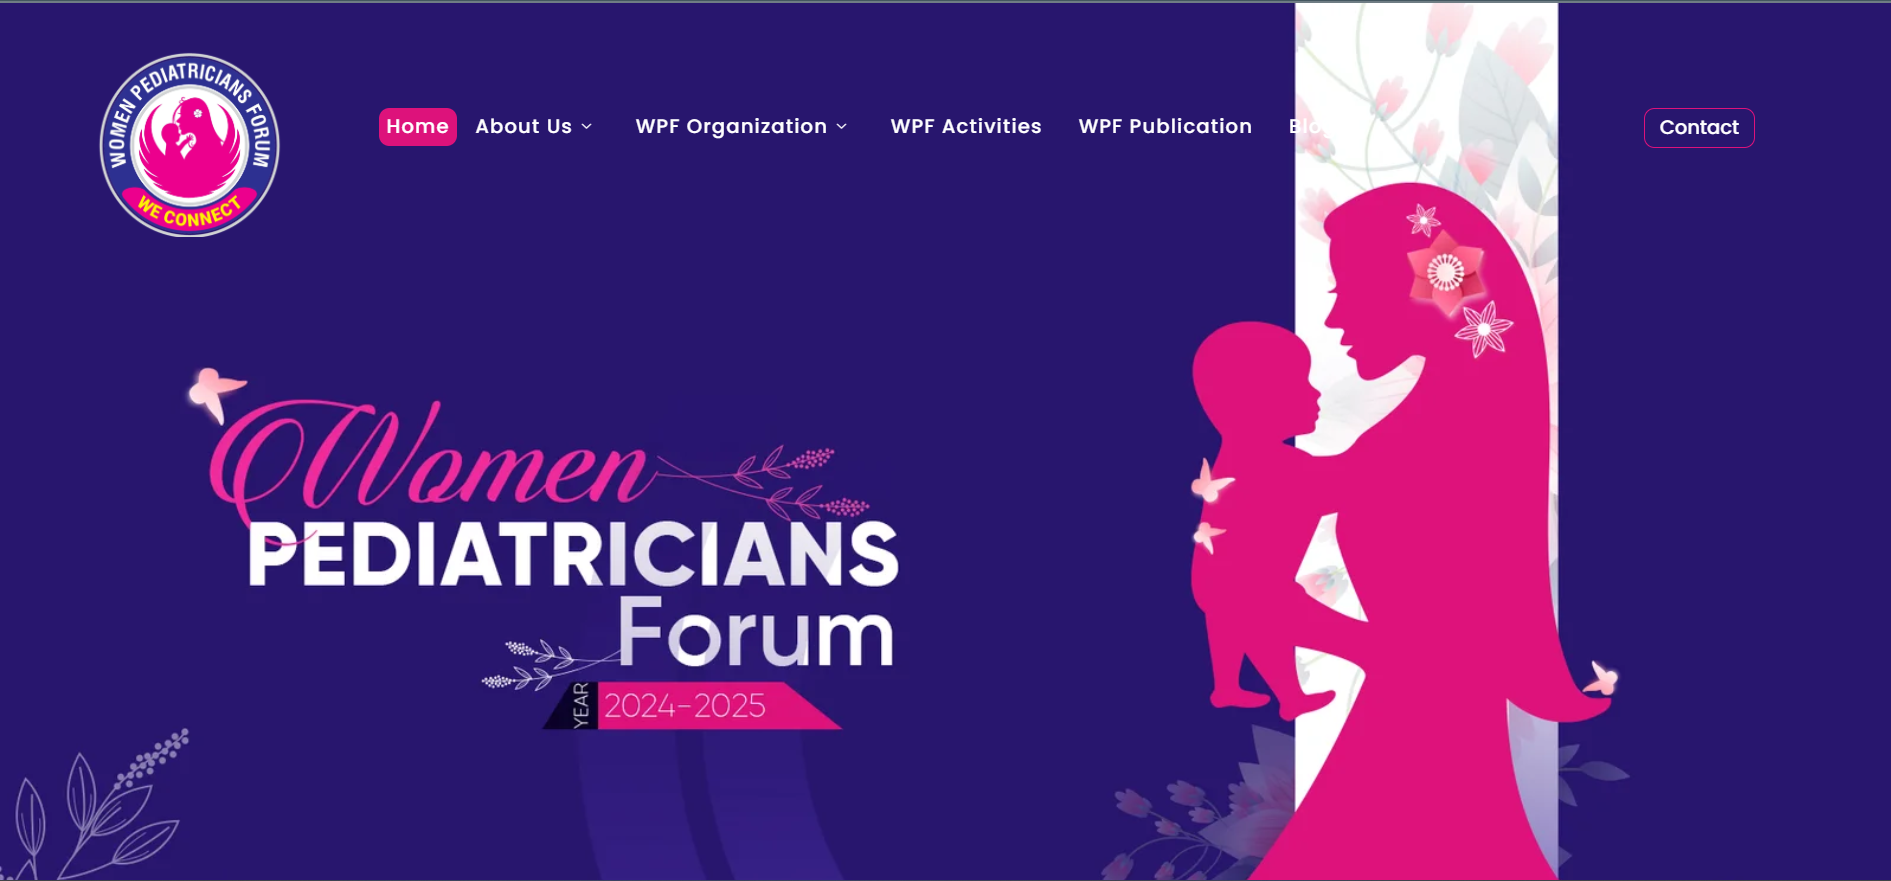 WOMEN PEDIATRICIANS FORUM
WE CONNECT
Home About Us WPF Organization WPF Activities WPF Publication Contact
Women
PEDIATRICIANS
Forum
YEAR 2024-2025